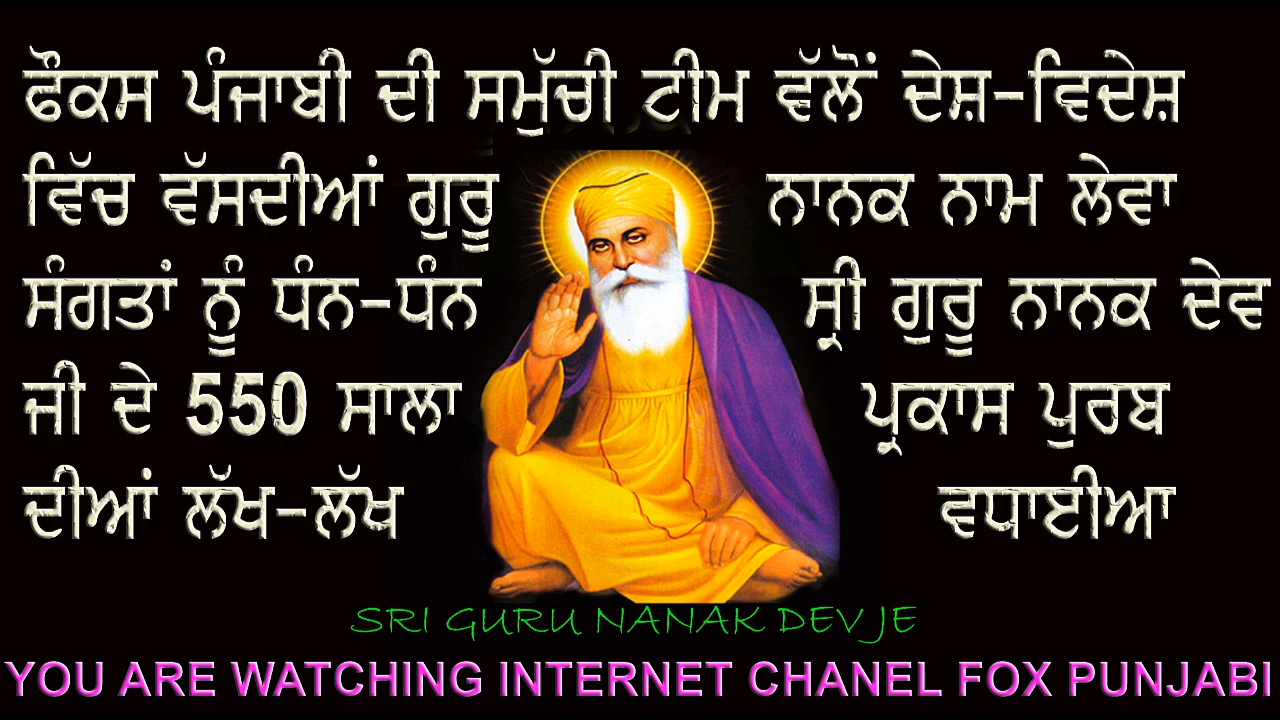 ਫੌਕਸ ਪੰਜਾਬੀ ਦੀ ਸਮੁੱਚੀ ਟੀਮ ਵੱਲੋਂ ਦੇਸ਼-ਵਿਦੇਸ਼
ਵਿੱਚ ਵੱਸਦੀਆਂ ਗੁਰੂ ਨਾਨਕ ਨਾਮ ਲੇਵਾ
ਸੰਗਤਾਂ ਨੂੰ ਧੰਨ-ਧੰਨ ਸ੍ਰੀ ਗੁਰੂ ਨਾਨਕ ਦੇਵ
ਜੀ ਦੇ 550 ਸਾਲਾ ਪ੍ਰਕਾਸ ਪੁਰਬ
ਦੀਆਂ ਲੱਖ-ਲੱਖ ਵਧਾਈਆ
SRI GURU NANAK DEV JE
YOU ARE WATCHING INTERNET CHANEL FOX PUNJABI